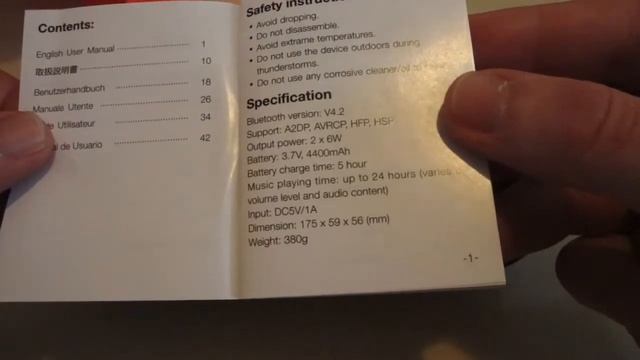 Contents:
English User Manual 1
取扱説明書 10
Benutzerhandbuch 18
Manuale Utente 26
Utilisateur 34
de Usuario 42
Safety
• Avoid dropping.
• Do not disassemble.
• Avoid extreme temperatures.
• Do not use the device outdoors during
thunderstorms.
• Do not use any corrosive cleaner/oil
Specification
Bluetooth version: V4.2
Support: A2DP, AVRCP, HFP, HSP
Output power: 2 x 6W
Battery: 3.7V, 4400mAh
Battery charge time: 5 hour
Music playing time: up to 24 hours (varies
volume level and audio content)
Input: DC5V/1A
Dimension: 175 x 59 x 56 (mm)
Weight: 380g
-1-